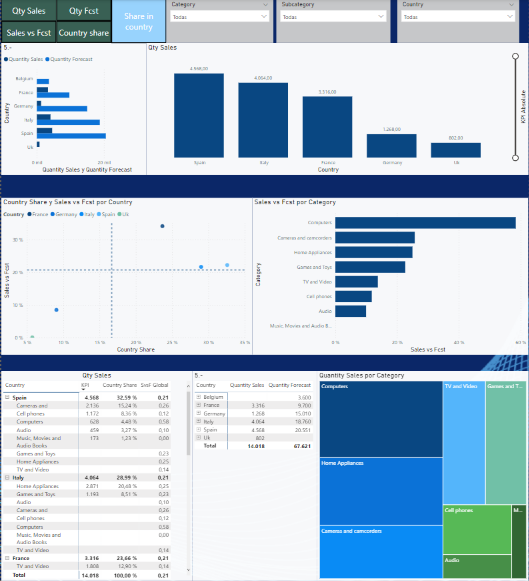 Qty Sales
Qty Fcst
Share in country
Sales vs Fcst
Country share
Category
Todas
Subcategory
Todas
Country
Todas
5.-
Quantity Sales Quantity Forecast
Country
Belgium
France
Germany
Italy
Spain
Uk
0 mil
20 mil
Quantity Sales y Quantity Forecast
Qty Sales
4.568,00
4.064,00
3.316,00
1.268,00
802,00
Spain
Italy
France
Germany
Uk
Country
KPI Absolute
Country Share y Sales vs Fcst por Country
Country France Germany Italy Spain Uk
Sales vs Fcst
30 %
20 %
10 %
0 %
5 %
10 %
15 %
20 %
25 %
30 %
35 %
Country Share
Sales vs Fcst por Category
Category
Computers
Cameras and camcorders
Home Appliances
Games and Toys
TV and Video
Cell phones
Audio
Music, Movies and Audio B...
0 %
20 %
40 %
60 %
Sales vs Fcst
Qty Sales
Country KPI Country Share SvsF Global
Spain 4.568 32,59 % 0,21
Cameras and 2.136 15,24 % 0,26
Cell phones 1.172 8,36 % 0,12
Computers 628 4,48 % 0,58
Audio 459 3,27 % 0,10
Music, Movies and Audio Books 173 1,23 % 0,00
Games and Toys 0,23
Home Appliances 0,25
TV and Video 0,14
Italy 4.064 28,99 % 0,21
Home Appliances 2.871 20,48 % 0,25
Games and Toys 1.193 8,51 % 0,23
Audio 0,10
Cameras and 0,26
Cell phones 0,12
Computers 0,58
Music, Movies and Audio Books 0,00
TV and Video 0,14
France 3.316 23,66 % 0,21
TV and Video 1.808 12,90 % 0,14
Total 14.018 100,00 % 0,21
5.-
Country Quantity Sales Quantity Forecast
Belgium 3.600
France 3.316 9.700
Germany 1.268 15.010
Italy 4.064 18.760
Spain 4.568 20.551
Uk 802
Total 14.018 67.621
Quantity Sales por Category
Computers
Home Appliances
Cameras and camcorders
TV and Video
Games and T...
Cell phones
M...
Audio